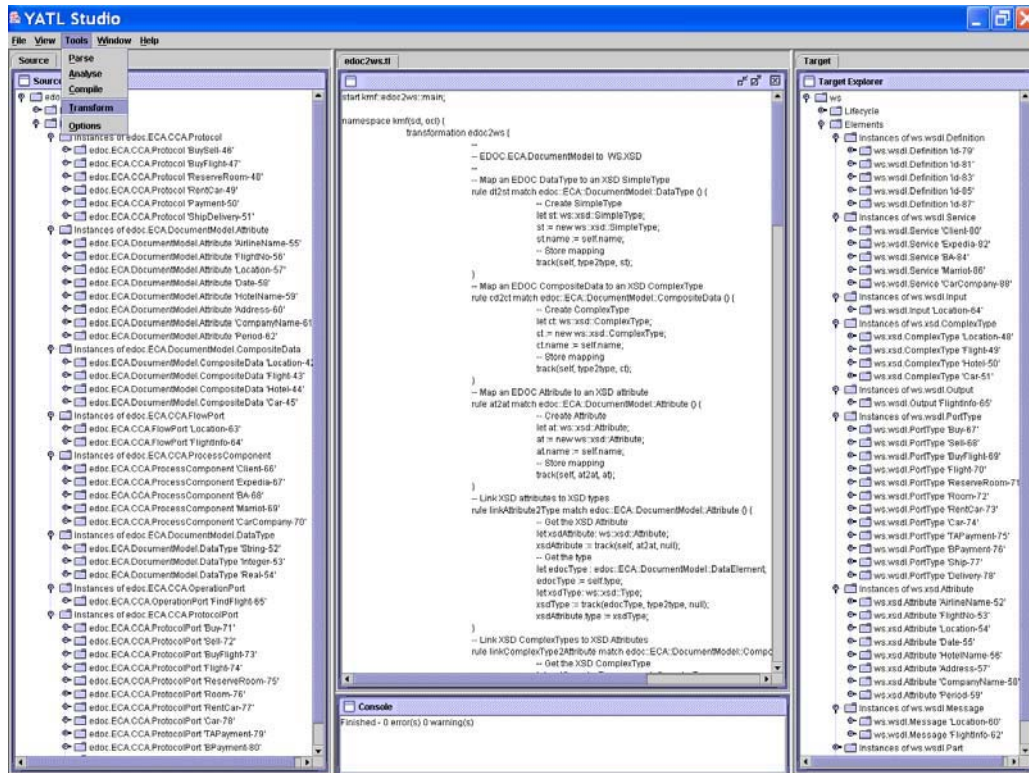 YATL Studio
File View Tools Window Help
Parse
Analyse
Compile
Transform
Options
Source
Instances of edoc.ECA.CCA.Protocol
edoc.ECA.CCA.Protocol 'BuySell-46'
edoc.ECA.CCA.Protocol 'BuyFlight-47'
edoc.ECA.CCA.Protocol 'ReserveRoom-48'
edoc.ECA.CCA.Protocol 'RentCar-49'
edoc.ECA.CCA.Protocol 'Payment-50'
edoc.ECA.CCA.Protocol 'ShipDelivery-51'
Instances of edoc.ECA.DocumentModel.Attribute
edoc.ECA.DocumentModel.Attribute 'AirlineName-55'
edoc.ECA.DocumentModel.Attribute 'FlightNo-56'
edoc.ECA.DocumentModel.Attribute 'Location-57'
edoc.ECA.DocumentModel.Attribute 'Date-58'
edoc.ECA.DocumentModel.Attribute 'HotelName-59'
edoc.ECA.DocumentModel.Attribute 'Address-60'
edoc.ECA.DocumentModel.Attribute 'CompanyName-61
edoc.ECA.DocumentModel.Attribute 'Period-62'
Instances of edoc.ECA.DocumentModel.CompositeData
edoc.ECA.DocumentModel.CompositeData 'Location-42
edoc.ECA.DocumentModel.CompositeData 'Flight-43'
edoc.ECA.DocumentModel.CompositeData 'Hotel-44'
edoc.ECA.DocumentModel.CompositeData 'Car-45'
Instances of edoc.ECA.CCA.FlowPort
edoc.ECA.CCA.FlowPort 'Location-63'
edoc.ECA.CCA.FlowPort 'FlightInfo-64'
Instances of edoc.ECA.CCA.ProcessComponent
edoc.ECA.CCA.ProcessComponent 'Client-66'
edoc.ECA.CCA.ProcessComponent 'Expedia-67'
edoc.ECA.CCA.ProcessComponent 'BA-68'
edoc.ECA.CCA.ProcessComponent 'Marriot-69'
edoc.ECA.CCA.ProcessComponent 'CarCompany-70'
Instances of edoc.ECA.DocumentModel.DataType
edoc.ECA.DocumentModel.DataType 'String-52'
edoc.ECA.DocumentModel.DataType 'Integer-53'
edoc.ECA.DocumentModel.DataType 'Real-54'
Instances of edoc.ECA.CCA.OperationPort
edoc.ECA.CCA.OperationPort 'FindFlight-65'
Instances of edoc.ECA.CCA.ProtocolPort
edoc.ECA.CCA.ProtocolPort 'Buy-71'
edoc.ECA.CCA.ProtocolPort 'Sell-72'
edoc.ECA.CCA.ProtocolPort 'BuyFlight-73'
edoc.ECA.CCA.ProtocolPort 'Flight-74'
edoc.ECA.CCA.ProtocolPort 'ReserveRoom-75'
edoc.ECA.CCA.ProtocolPort 'Room-76'
edoc.ECA.CCA.ProtocolPort 'RentCar-77'
edoc.ECA.CCA.ProtocolPort 'Car-78'
edoc.ECA.CCA.ProtocolPort 'TAPayment-79'
edoc.ECA.CCA.ProtocolPort 'BPayment-80'
edoc2ws.tl
start kmf::edoc2ws::main;
namespace kmf(sd, ocl) {
transformation edoc2ws {
--
-- EDOC.ECA.DocumentModel to WS.XSD
--
-- Map an EDOC DataType to an XSD SimpleType
rule dt2st match edoc::ECA::DocumentModel::DataType () {
-- Create SimpleType
let st: ws::xsd::SimpleType;
st := new ws::xsd::SimpleType;
st.name := self.name;
-- Store mapping
track(self, type2type, st);
}
-- Map an EDOC CompositeData to an XSD ComplexType
rule cd2ct match edoc::ECA::DocumentModel::CompositeData () {
-- Create ComplexType
let ct: ws::xsd::ComplexType;
ct := new ws::xsd::ComplexType;
ct.name := self.name;
-- Store mapping
track(self, type2type, ct);
}
-- Map an EDOC Attribute to an XSD attribute
rule at2at match edoc::ECA::DocumentModel::Attribute () {
-- Create Attribute
let at: ws::xsd::Attribute;
at := new ws::xsd::Attribute;
at.name := self.name;
-- Store mapping
track(self, at2at, at);
}
-- Link XSD attributes to XSD types
rule linkAttribute2Type match edoc::ECA::DocumentModel::Attribute () {
-- Get the XSD Attribute
let xsdAttribute: ws::xsd::Attribute;
xsdAttribute := track(self, at2at, null);
-- Get the type
let edocType : edoc::ECA::DocumentModel::DataElement;
edocType := self.type;
let xsdType: ws::xsd::Type;
xsdType := track(edocType, type2type, null);
xsdAttribute.type := xsdType;
}
-- Link XSD ComplexTypes to XSD Attributes
rule linkComplexType2Attribute match edoc::ECA::DocumentModel::Compo
-- Get the XSD ComplexType
Console
Finished - 0 error(s) 0 warning(s)
Target
Target Explorer
ws
Lifecycle
Elements
Instances of ws.wsdl.Definition
ws.wsdl.Definition 'id-79'
ws.wsdl.Definition 'id-81'
ws.wsdl.Definition 'id-83'
ws.wsdl.Definition 'id-85'
ws.wsdl.Definition 'id-87'
Instances of ws.wsdl.Service
ws.wsdl.Service 'Client-80'
ws.wsdl.Service 'Expedia-82'
ws.wsdl.Service 'BA-84'
ws.wsdl.Service 'Marriot-86'
ws.wsdl.Service 'CarCompany-88'
Instances of ws.wsdl.Input
ws.wsdl.Input 'Location-64'
Instances of ws.xsd.ComplexType
ws.xsd.ComplexType 'Location-48'
ws.xsd.ComplexType 'Flight-49'
ws.xsd.ComplexType 'Hotel-50'
ws.xsd.ComplexType 'Car-51'
Instances of ws.wsdl.Output
ws.wsdl.Output 'FlightInfo-65'
Instances of ws.wsdl.PortType
ws.wsdl.PortType 'Buy-67'
ws.wsdl.PortType 'Sell-68'
ws.wsdl.PortType 'BuyFlight-69'
ws.wsdl.PortType 'Flight-70'
ws.wsdl.PortType 'ReserveRoom-71
ws.wsdl.PortType 'Room-72'
ws.wsdl.PortType 'RentCar-73'
ws.wsdl.PortType 'Car-74'
ws.wsdl.PortType 'TAPayment-75'
ws.wsdl.PortType 'BPayment-76'
ws.wsdl.PortType 'Ship-77'
ws.wsdl.PortType 'Delivery-78'
Instances of ws.xsd.Attribute
ws.xsd.Attribute 'AirlineName-52'
ws.xsd.Attribute 'FlightNo-53'
ws.xsd.Attribute 'Location-54'
ws.xsd.Attribute 'Date-55'
ws.xsd.Attribute 'HotelName-56'
ws.xsd.Attribute 'Address-57'
ws.xsd.Attribute 'CompanyName-58'
ws.xsd.Attribute 'Period-59'
Instances of ws.wsdl.Message
ws.wsdl.Message 'Location-60'
ws.wsdl.Message 'FlightInfo-62'
Instances of ws.wsdl.Part